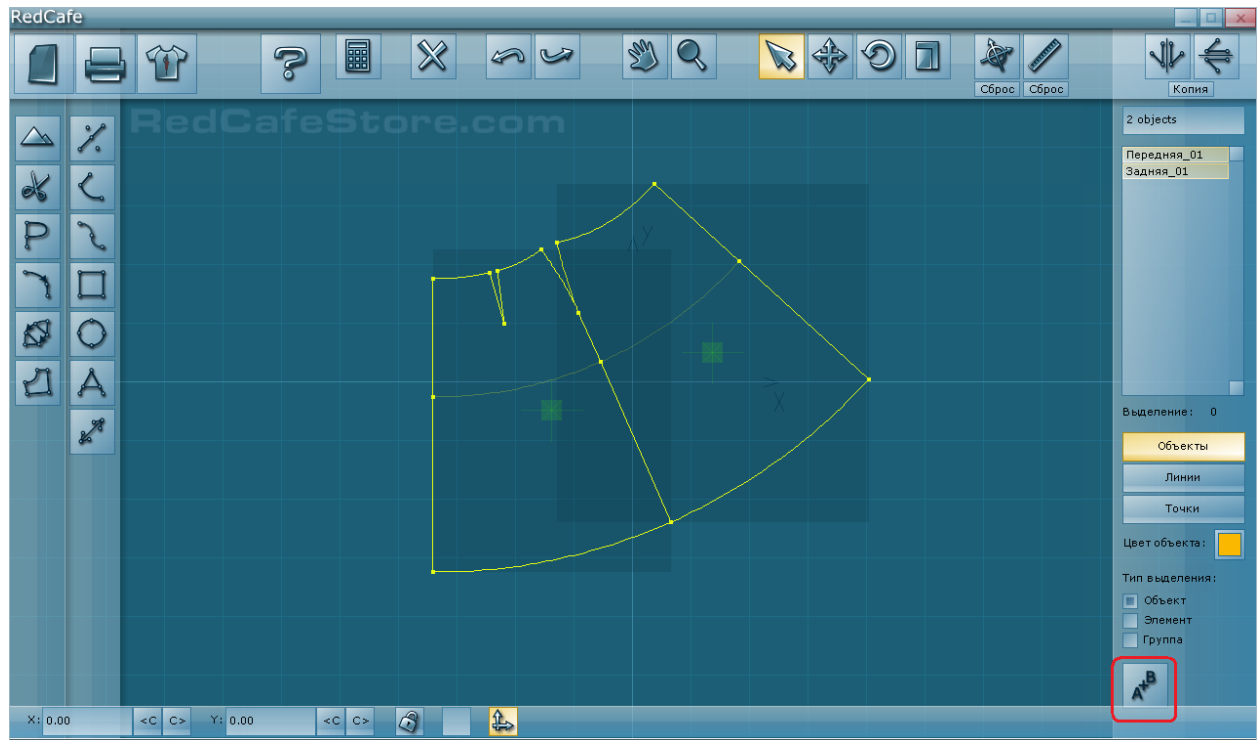 RedCafe
Сброс Сброс Копия
RedCafeStore.com
2 objects
Передняя_01
Задняя_01
Y
X
Выделение: 0
Объекты
Линии
Точки
Цвет объекта:
Тип выделения:
Объект
Элемент
Группа
A+B
X: 0.00 <C C> Y: 0.00 <C C>